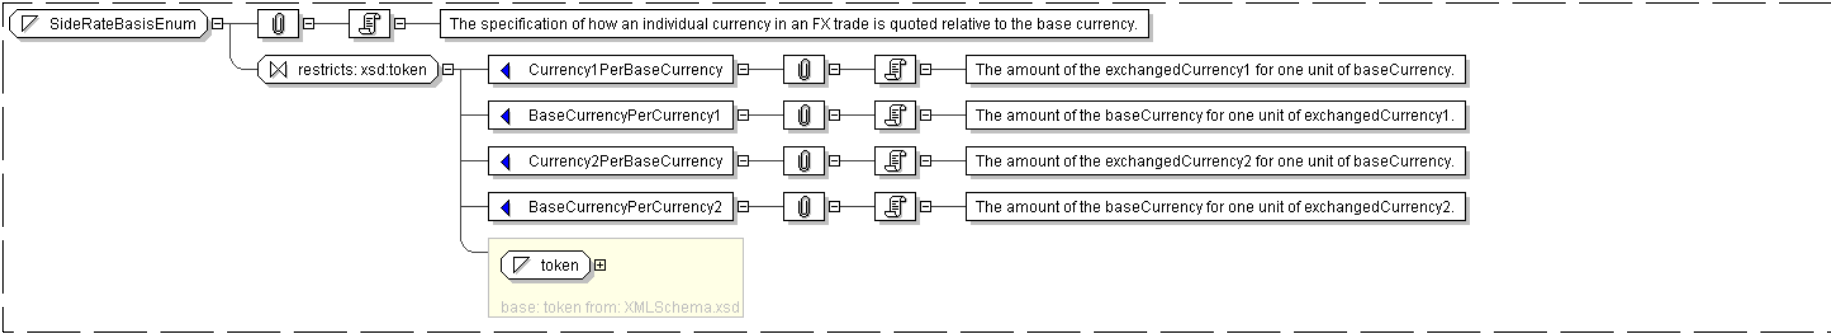 SideRateBasisEnum The specification of how an individual currency in an FX trade is quoted relative to the base currency.
restricts: xsd:token Currency1PerBaseCurrency The amount of the exchangedCurrency1 for one unit of baseCurrency.
BaseCurrencyPerCurrency1 The amount of the baseCurrency for one unit of exchangedCurrency1.
Currency2PerBaseCurrency The amount of the exchangedCurrency2 for one unit of baseCurrency.
BaseCurrencyPerCurrency2 The amount of the baseCurrency for one unit of exchangedCurrency2.
token
base: token from: XMLSchema.xsd